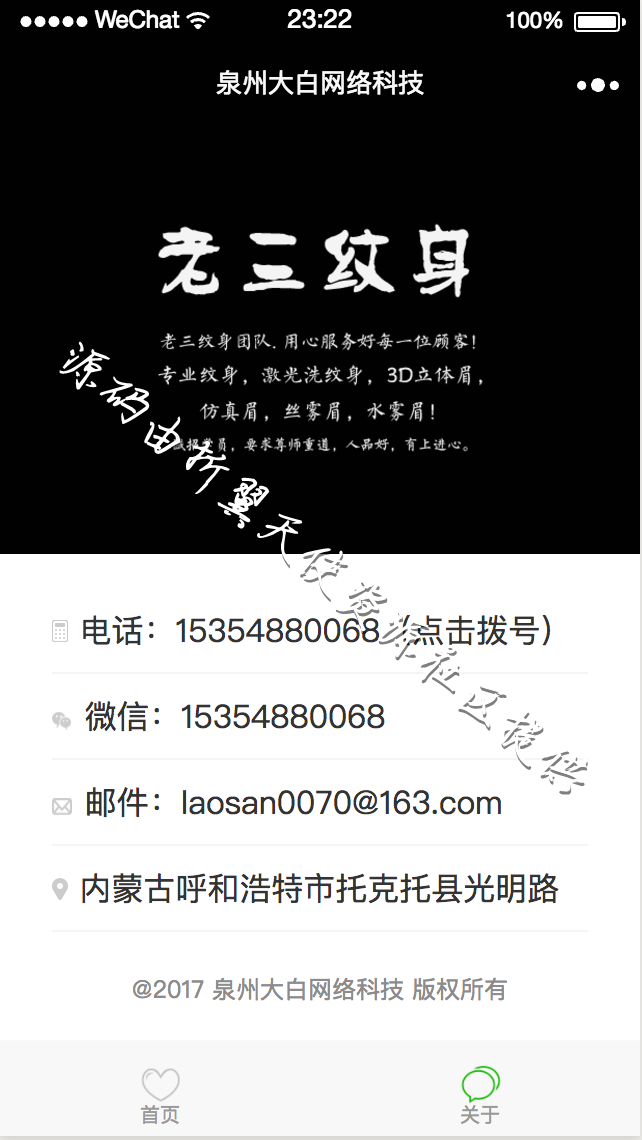 WeChat 23:22 100%
泉州大白网络科技
老三纹身
老三纹身团队.用心服务好每一位顾客!
专业纹身，激光洗纹身，3D立体眉，
仿真眉，丝雾眉，水雾眉!
招学员，要求尊师重道，人品好，有上进心。
源码由折翼天使资源社区提供
电话：15354880068（点击拨号）
微信：15354880068
邮件：laosan0070@163.com
内蒙古呼和浩特市托克托县光明路
@2017 泉州大白网络科技 版权所有
首页 关于